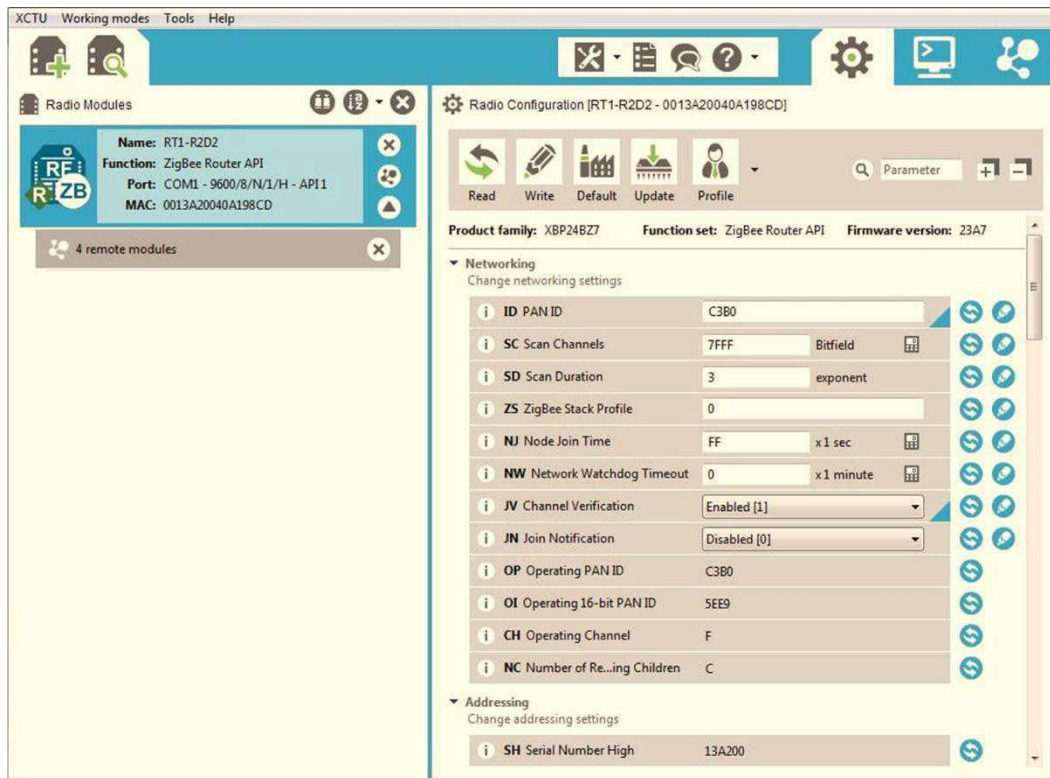 XCTU Working modes Tools Help
Radio Modules
Name: RT1-R2D2
Function: ZigBee Router API
Port: COM1 - 9600/8/N/1/H - API 1
MAC: 0013A20040A198CD
RF
R ZB
4 remote modules
Radio Configuration [RT1-R2D2 - 0013A20040A198CD]
Read Write Default Update Profile
Parameter
Product family: XBP24BZ7 Function set: ZigBee Router API Firmware version: 23A7
Networking
Change networking settings
i ID PAN ID C3B0
i SC Scan Channels 7FFF Bitfield
i SD Scan Duration 3 exponent
i ZS ZigBee Stack Profile 0
i NJ Node Join Time FF x 1 sec
i NW Network Watchdog Timeout 0 x 1 minute
i JV Channel Verification Enabled [1]
i JN Join Notification Disabled [0]
i OP Operating PAN ID C3B0
i OI Operating 16-bit PAN ID 5EE9
i CH Operating Channel F
i NC Number of Re...ing Children C
Addressing
Change addressing settings
i SH Serial Number High 13A200